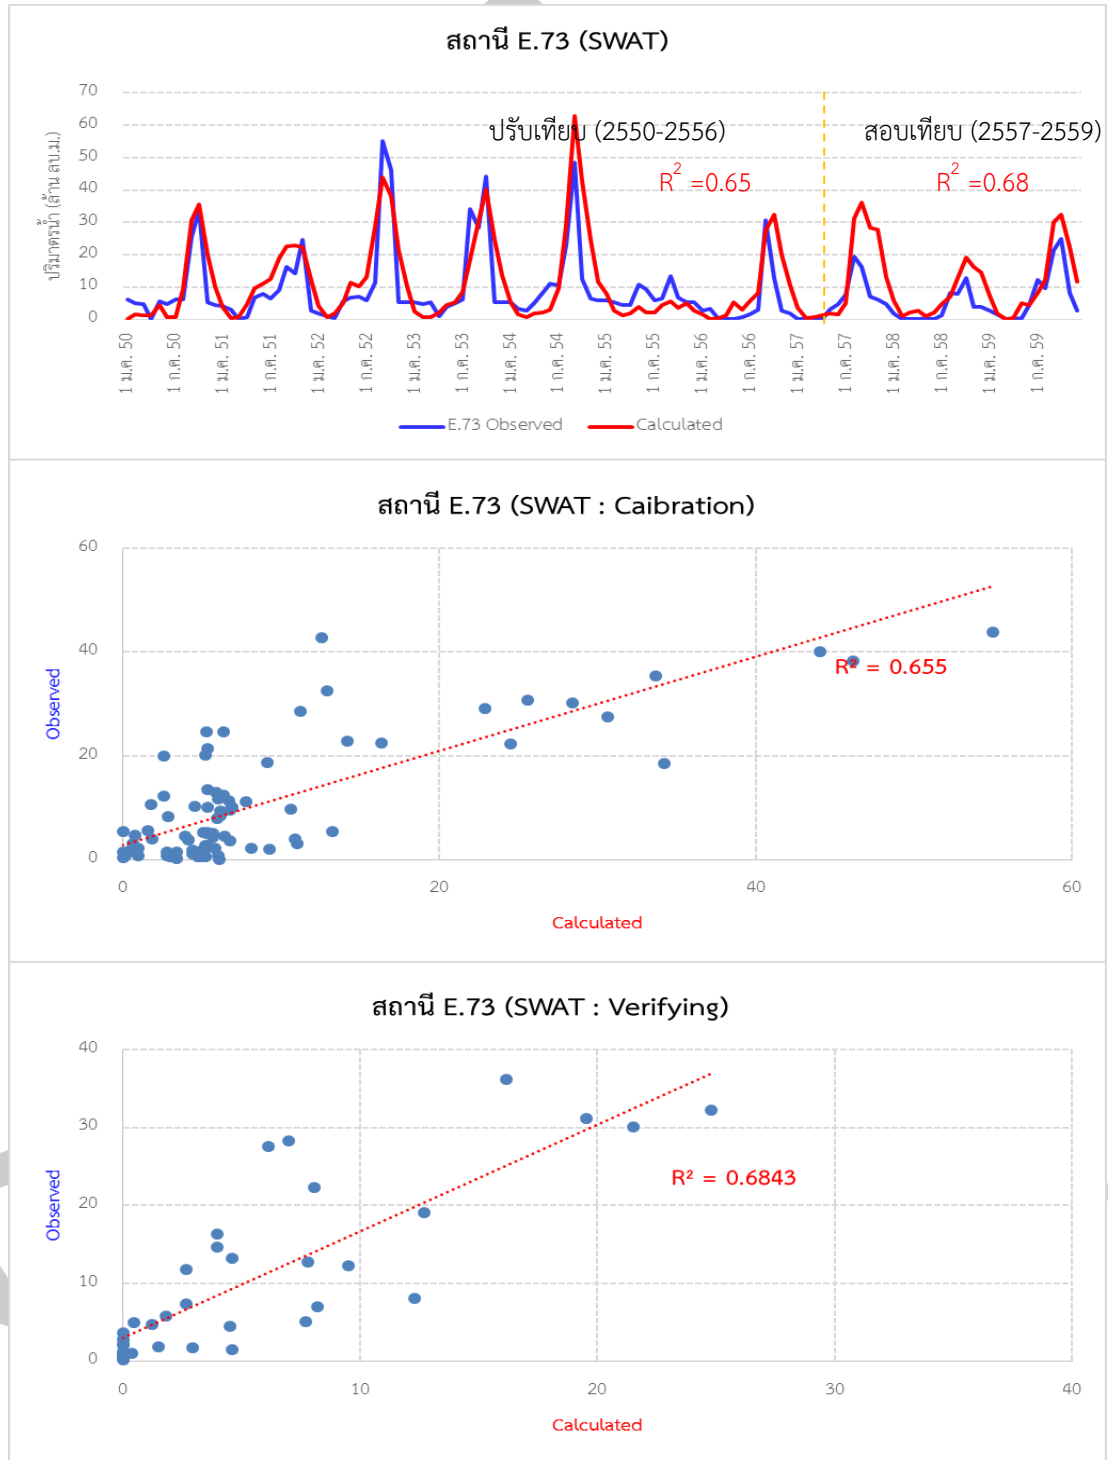 สถานี E.73 (SWAT)
ปริมาตรน้ำ (ล้าน ลบ.ม.)
70
60
50
40
30
20
10
0
ปรับเทียบ (2550-2556)
R² =0.65
สอบเทียบ (2557-2559)
R² =0.68
1 ม.ค. 50
1 ก.ค. 50
1 ม.ค. 51
1 ก.ค. 51
1 ม.ค. 52
1 ก.ค. 52
1 ม.ค. 53
1 ก.ค. 53
1 ม.ค. 54
1 ก.ค. 54
1 ม.ค. 55
1 ก.ค. 55
1 ม.ค. 56
1 ก.ค. 56
1 ม.ค. 57
1 ก.ค. 57
1 ม.ค. 58
1 ก.ค. 58
1 ม.ค. 59
1 ก.ค. 59
E.73 Observed
Calculated
สถานี E.73 (SWAT : Caibration)
Observed
60
40
20
0
R² = 0.655
0
20
40
60
Calculated
สถานี E.73 (SWAT : Verifying)
Observed
40
30
20
10
0
R² = 0.6843
0
10
20
30
40
Calculated